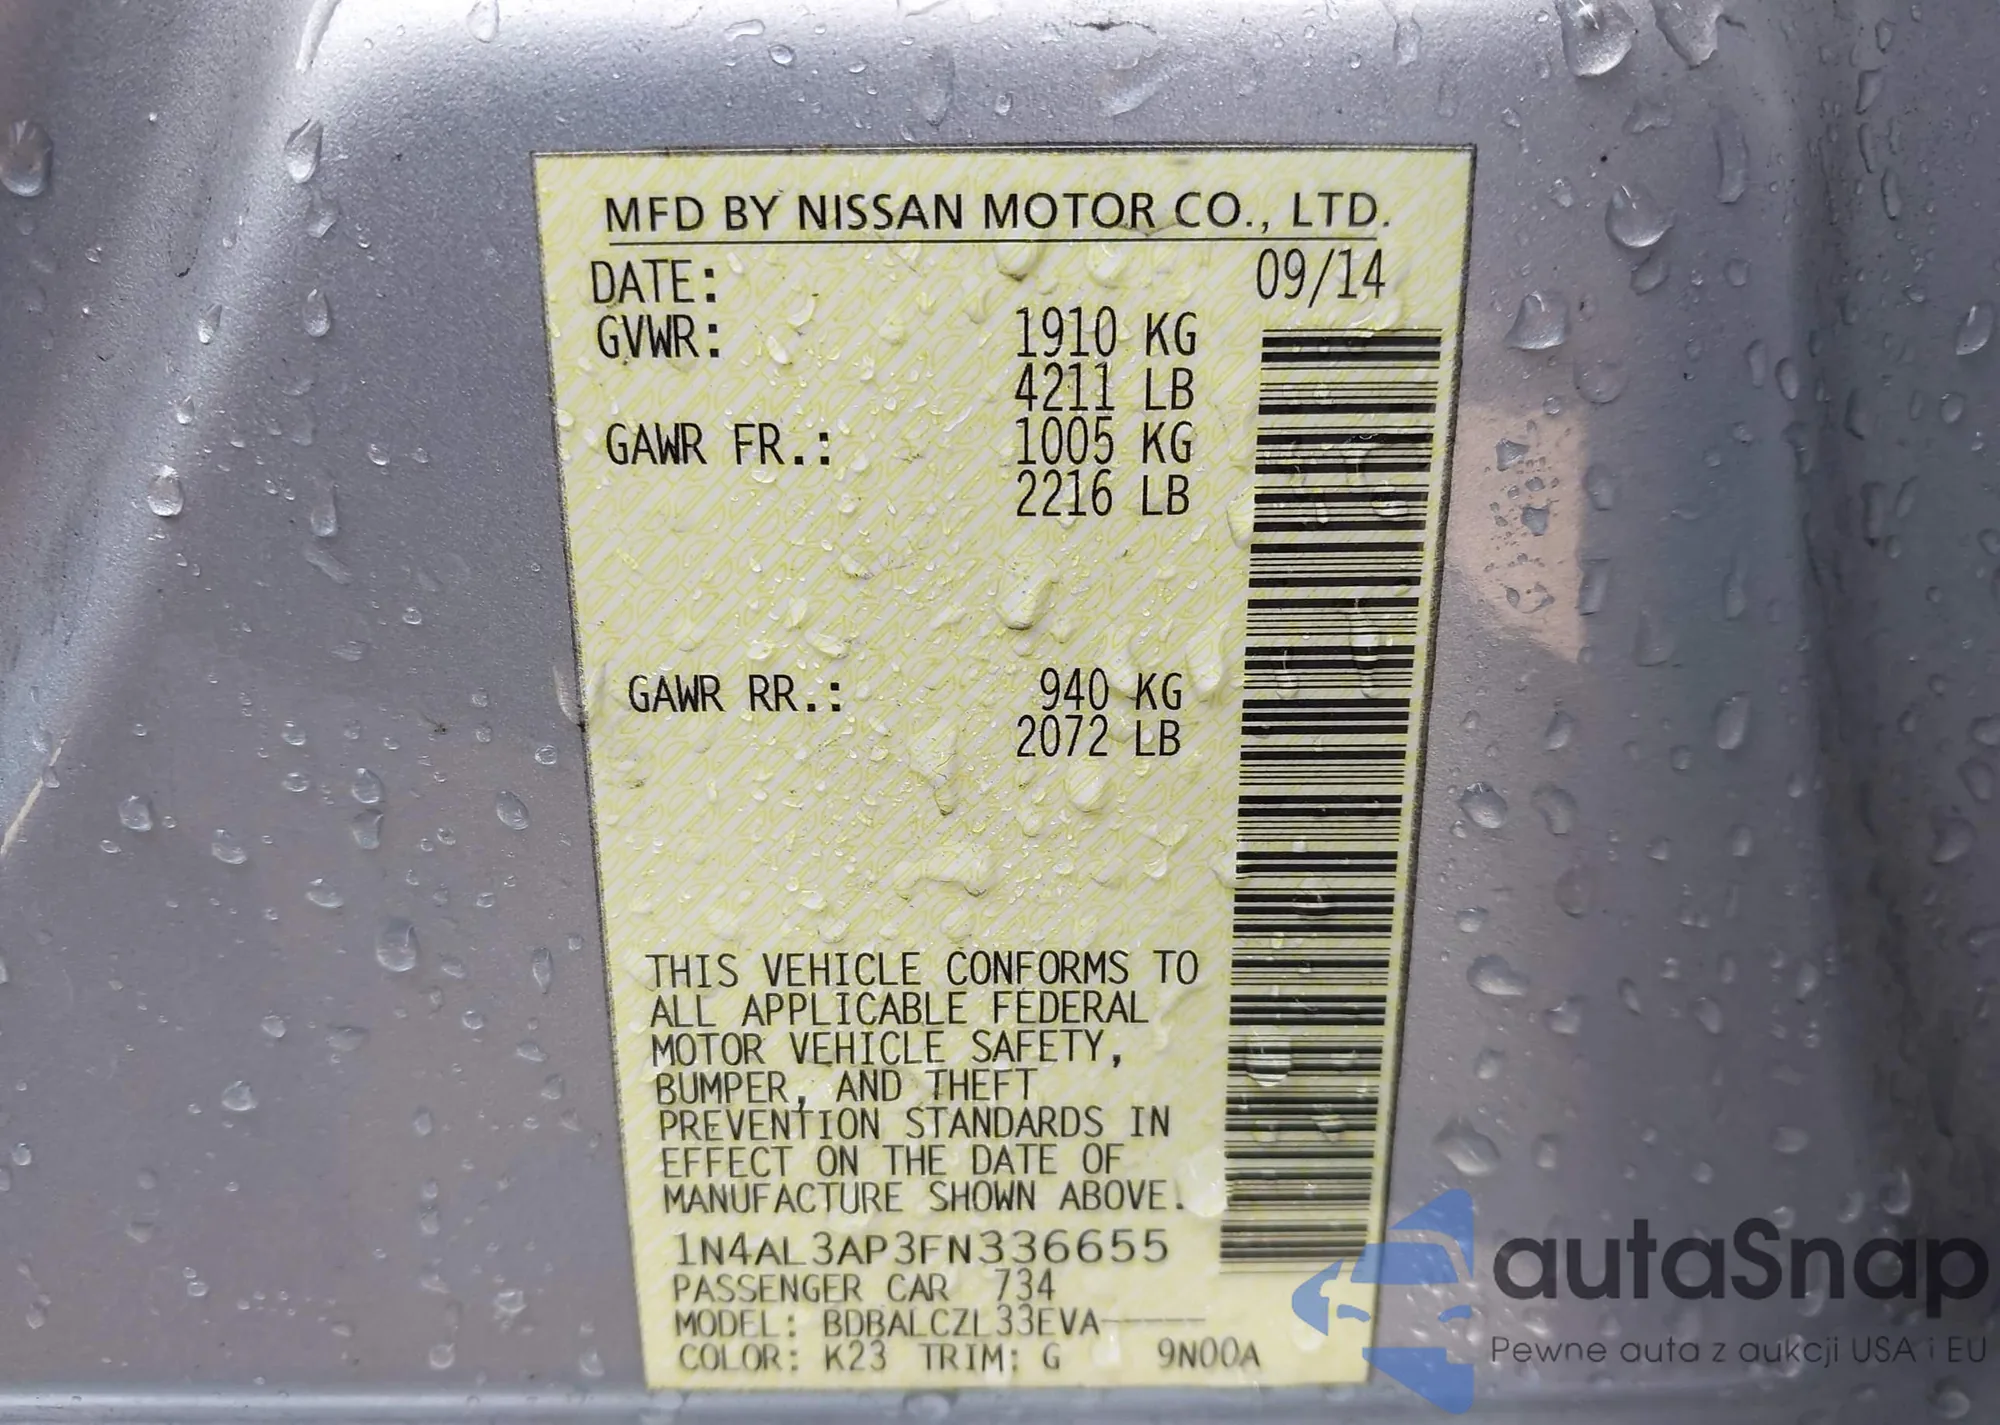 MFD BY NISSAN MOTOR CO., LTD.
DATE: 09/14
GVWR: 1910 KG
4211 LB
GAWR FR.: 1005 KG
2216 LB
GAWR RR.: 940 KG
2072 LB
THIS VEHICLE CONFORMS TO
ALL APPLICABLE FEDERAL
MOTOR VEHICLE SAFETY,
BUMPER, AND THEFT
PREVENTION STANDARDS IN
EFFECT ON THE DATE OF
MANUFACTURE SHOWN ABOVE.
1N4AL3AP3FN336655
PASSENGER CAR 734
MODEL: BDBALCZL33EVA-----
COLOR: K23 TRIM: G 9N00A
autaSnap
Pewne auta z aukcji USA i EU